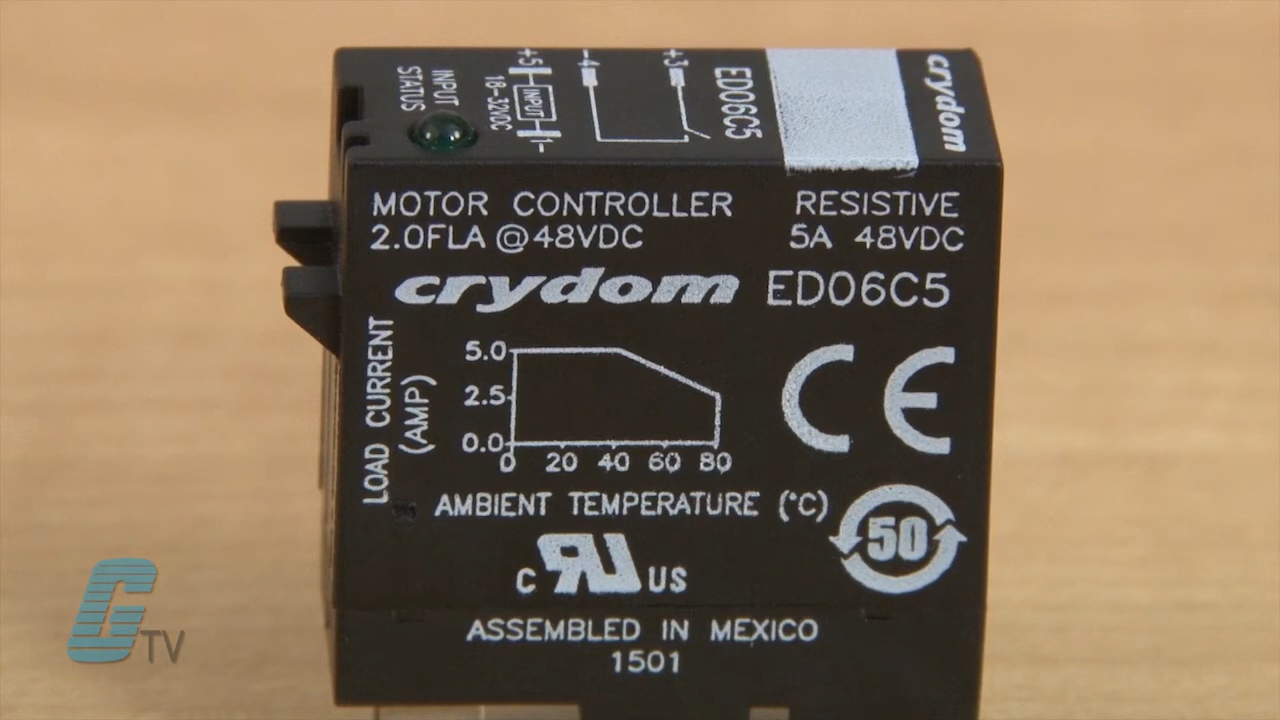 INPUT
STATUS
+5 INPUT 1-
18-32VDC
-4 +3
ED06C5
crydom
MOTOR CONTROLLER
2.0FLA @ 48VDC
RESISTIVE
5A 48VDC
crydom ED06C5
LOAD CURRENT
(AMP)
5.0
2.5
0.0
0 20 40 60 80
AMBIENT TEMPERATURE (°C)
CE
50
C RU US
ASSEMBLED IN MEXICO
1501
G TV